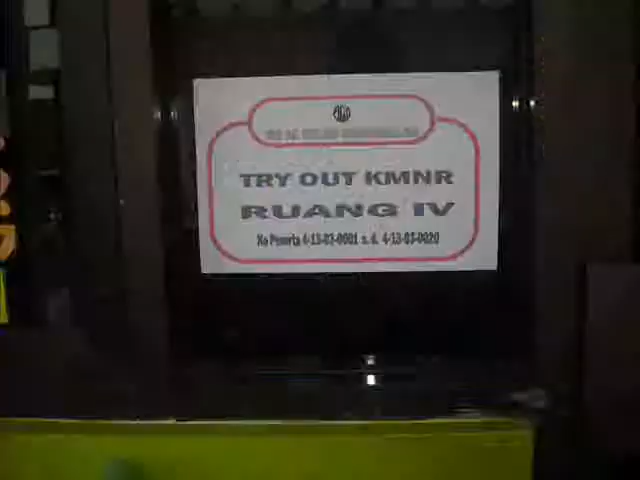 TRY OUT KMNR
RUANG IV
No Peserta 4-13-03-0001 s. d. 4-13-03-0020